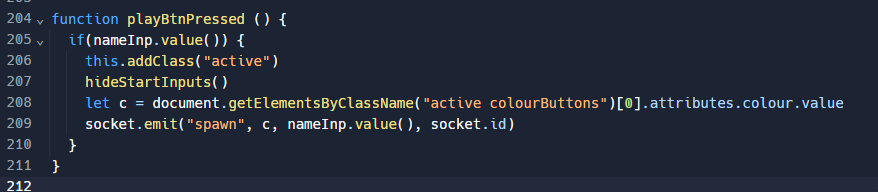 204 function playBtnPressed () {
205 if(nameInp.value()) {
206 this.addClass("active")
207 hideStartInputs()
208 let c = document.getElementsByClassName("active colourButtons")[0].attributes.colour.value
209 socket.emit("spawn", c, nameInp.value(), socket.id)
210 }
211 }
212